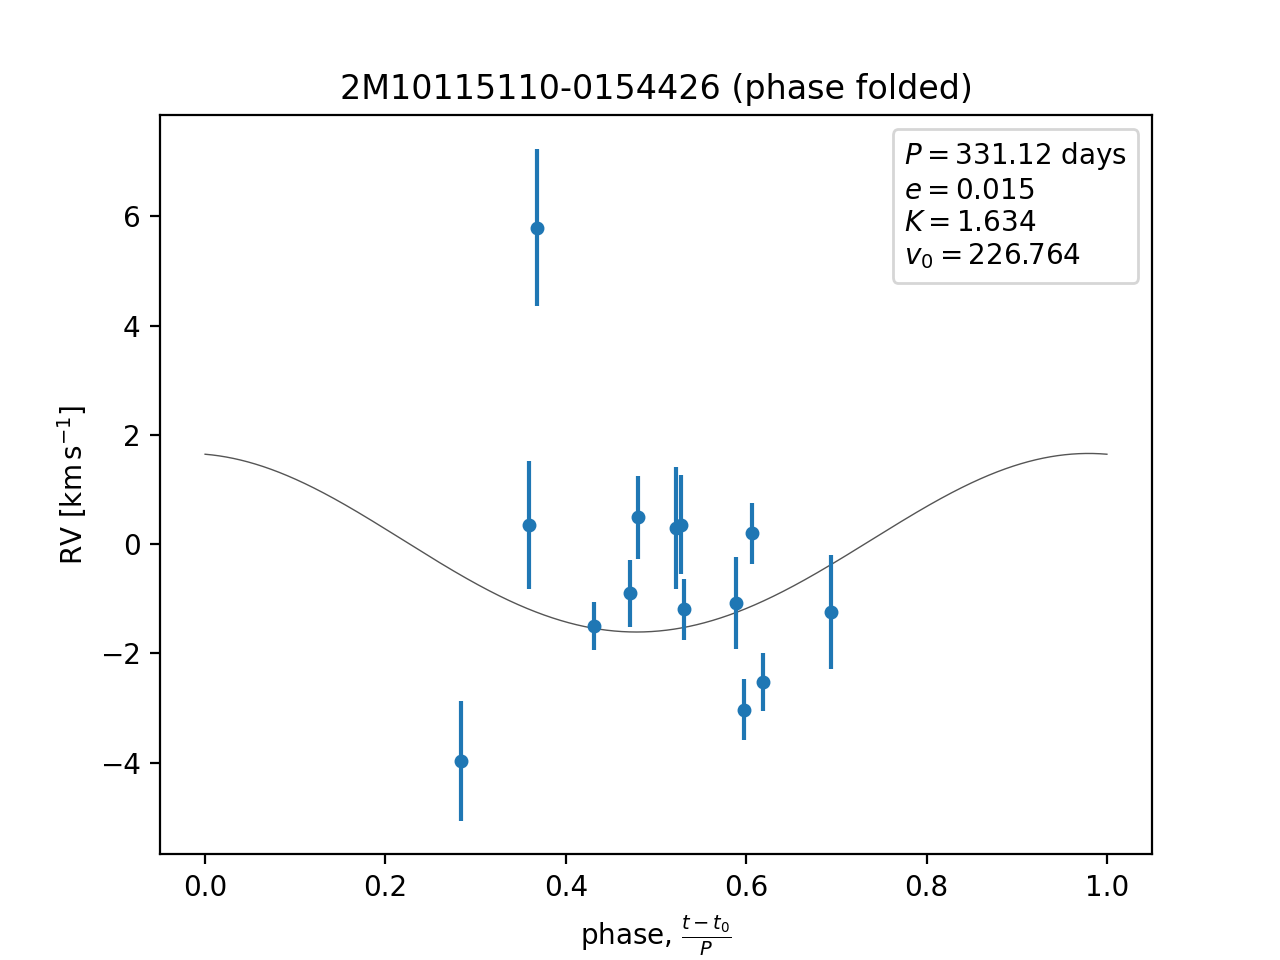 2M10115110-0154426 (phase folded)
P = 331.12 days
e = 0.015
K = 1.634
v₀ = 226.764
6
4
2
0
−2
−4
RV [km s⁻¹]
0.0 0.2 0.4 0.6 0.8 1.0
phase, (t − t₀)/P